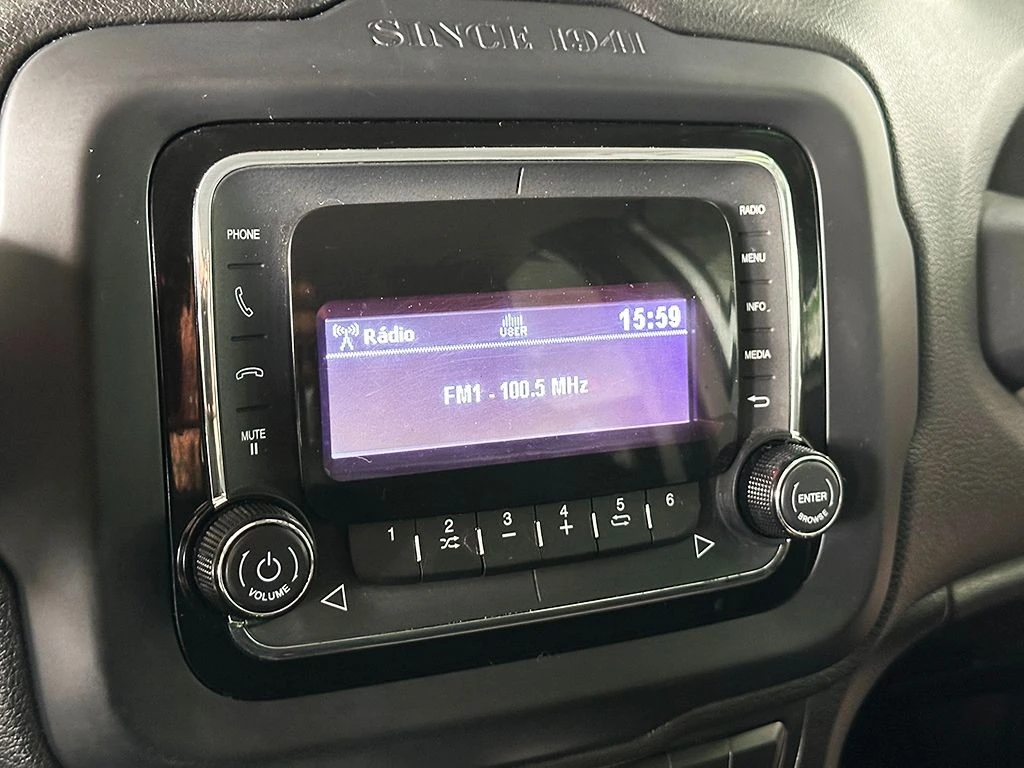 SINCE 1941
PHONE
MUTE
RADIO
MENU
INFO
MEDIA
Rádio
USER
15:59
FM1 - 100.5 MHz
1 2 3 4 5 6
VOLUME
ENTER
BROWSE